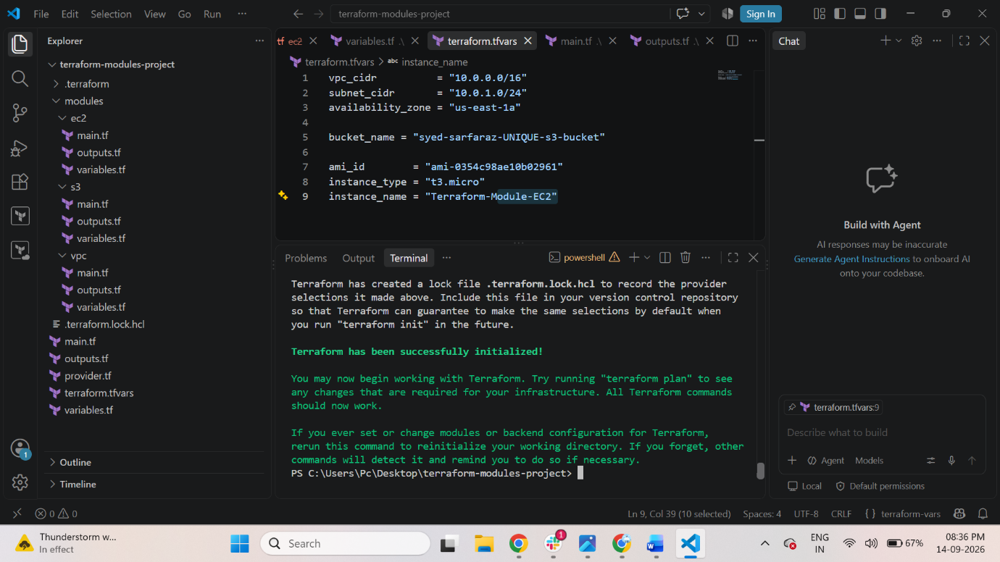 File Edit Selection View Go Run ···
terraform-modules-project
Sign In
Explorer
terraform-modules-project
.terraform
modules
ec2
main.tf
outputs.tf
variables.tf
s3
main.tf
outputs.tf
variables.tf
vpc
main.tf
outputs.tf
variables.tf
.terraform.lock.hcl
main.tf
outputs.tf
provider.tf
terraform.tfvars
variables.tf
Outline
Timeline
1
tf ec2 variables.tf .\ terraform.tfvars main.tf .\ outputs.tf .\
terraform.tfvars > abc instance_name
1 vpc_cidr = "10.0.0.0/16"
2 subnet_cidr = "10.0.1.0/24"
3 availability_zone = "us-east-1a"
4
5 bucket_name = "syed-sarfaraz-UNIQUE-s3-bucket"
6
7 ami_id = "ami-0354c98ae10b02961"
8 instance_type = "t3.micro"
9 instance_name = "Terraform-Module-EC2"
Problems Output Terminal ··· powershell
Terraform has created a lock file .terraform.lock.hcl to record the provider
selections it made above. Include this file in your version control repository
so that Terraform can guarantee to make the same selections by default when
you run "terraform init" in the future.
Terraform has been successfully initialized!
You may now begin working with Terraform. Try running "terraform plan" to see
any changes that are required for your infrastructure. All Terraform commands
should now work.
If you ever set or change modules or backend configuration for Terraform,
rerun this command to reinitialize your working directory. If you forget, other
commands will detect it and remind you to do so if necessary.
PS C:\Users\Pc\Desktop\terraform-modules-project>
Chat
Build with Agent
AI responses may be inaccurate
Generate Agent Instructions to onboard AI
onto your codebase.
terraform.tfvars:9
Describe what to build
Agent Models
Local Default permissions
0 0 Ln 9, Col 39 (10 selected) Spaces: 4 UTF-8 CRLF { } terraform-vars
Thunderstorm w...
In effect
Search
1
W
ENG
IN
67%
08:36 PM
14-09-2026